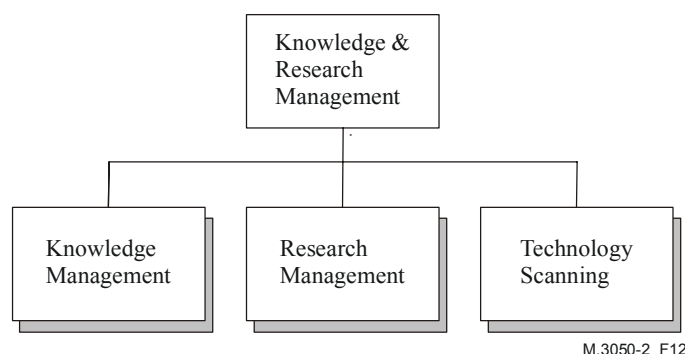 Knowledge &
Research
Management
Knowledge
Management
Research
Management
Technology
Scanning
M.3050-2_F12